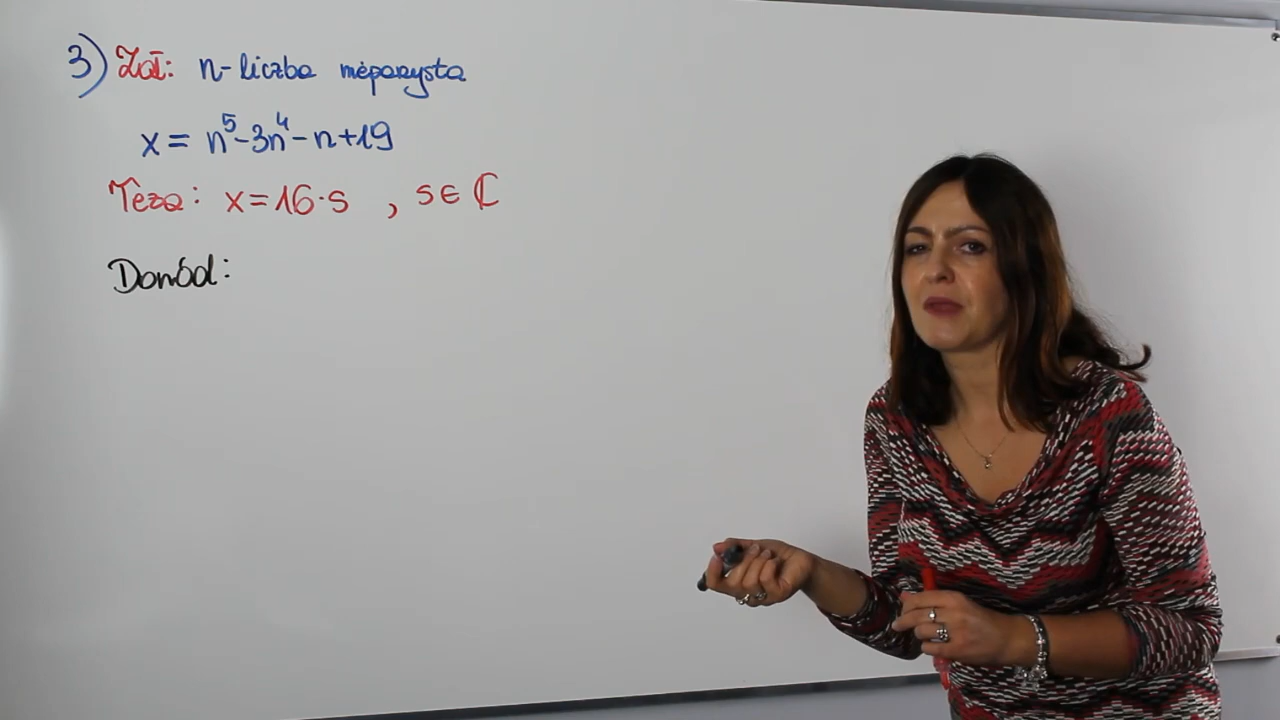 3) Zał: n-liczba nieparzysta
x = n⁵-3n⁴-n+19
Teza: x=16·s , s∈ ℂ
Dowód: